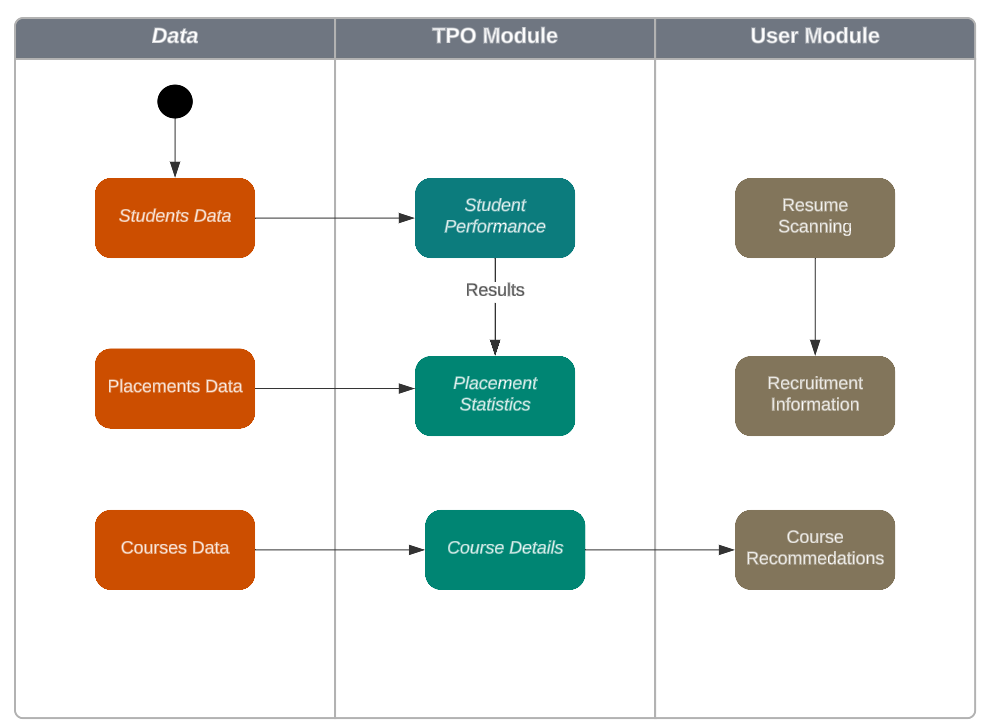 Data
TPO Module
User Module
Students Data
Student
Performance
Resume
Scanning
Results
Placements Data
Placement
Statistics
Recruitment
Information
Courses Data
Course Details
Course
Recommedations